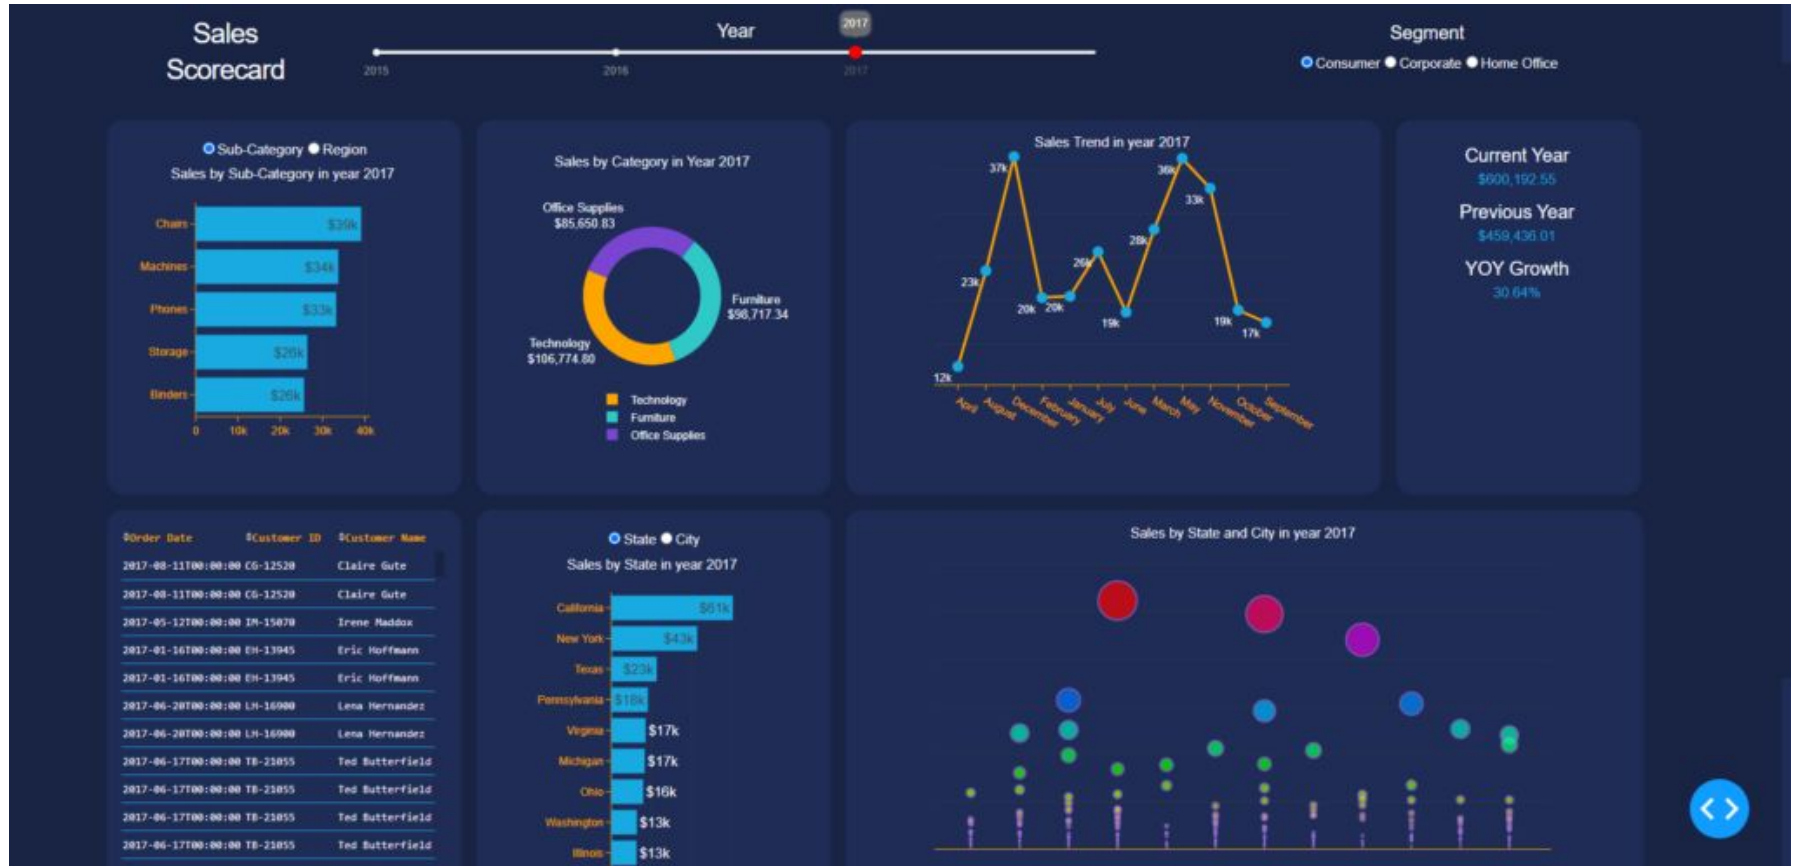 Sales
Scorecard
Year
2017
2015
2016
2017
Segment
Consumer Corporate Home Office
Sub-Category Region
Sales by Sub-Category in year 2017
Chairs
$39k
Machines
$34k
Phones
$33k
Storage
$26k
Binders
$26k
0 10k 20k 30k 40k
Sales by Category in Year 2017
Office Supplies
$85,650.83
Furniture
$98,717.34
Technology
$106,774.80
Technology
Furniture
Office Supplies
Sales Trend in year 2017
37k
36k
33k
28k
26k
23k
20k
20k
19k
19k
17k
12k
April
August
December
February
January
July
June
March
May
November
October
September
Current Year
$600,192.55
Previous Year
$459,436.01
YOY Growth
30.64%
Order Date Customer ID Customer Name
2017-08-11T00:00:00 CG-12520 Claire Gute
2017-08-11T00:00:00 CG-12520 Claire Gute
2017-05-12T00:00:00 IM-15070 Irene Maddox
2017-01-16T00:00:00 EH-13945 Eric Hoffmann
2017-01-16T00:00:00 EH-13945 Eric Hoffmann
2017-06-20T00:00:00 LH-16900 Lena Hernandez
2017-06-20T00:00:00 LH-16900 Lena Hernandez
2017-06-17T00:00:00 TB-21055 Ted Butterfield
2017-06-17T00:00:00 TB-21055 Ted Butterfield
2017-06-17T00:00:00 TB-21055 Ted Butterfield
2017-06-17T00:00:00 TB-21055 Ted Butterfield
State City
Sales by State in year 2017
California
$61k
New York
$43k
Texas
$23k
Pennsylvania
$18k
Virginia
$17k
Michigan
$17k
Ohio
$16k
Washington
$13k
Illinois
$13k
Sales by State and City in year 2017